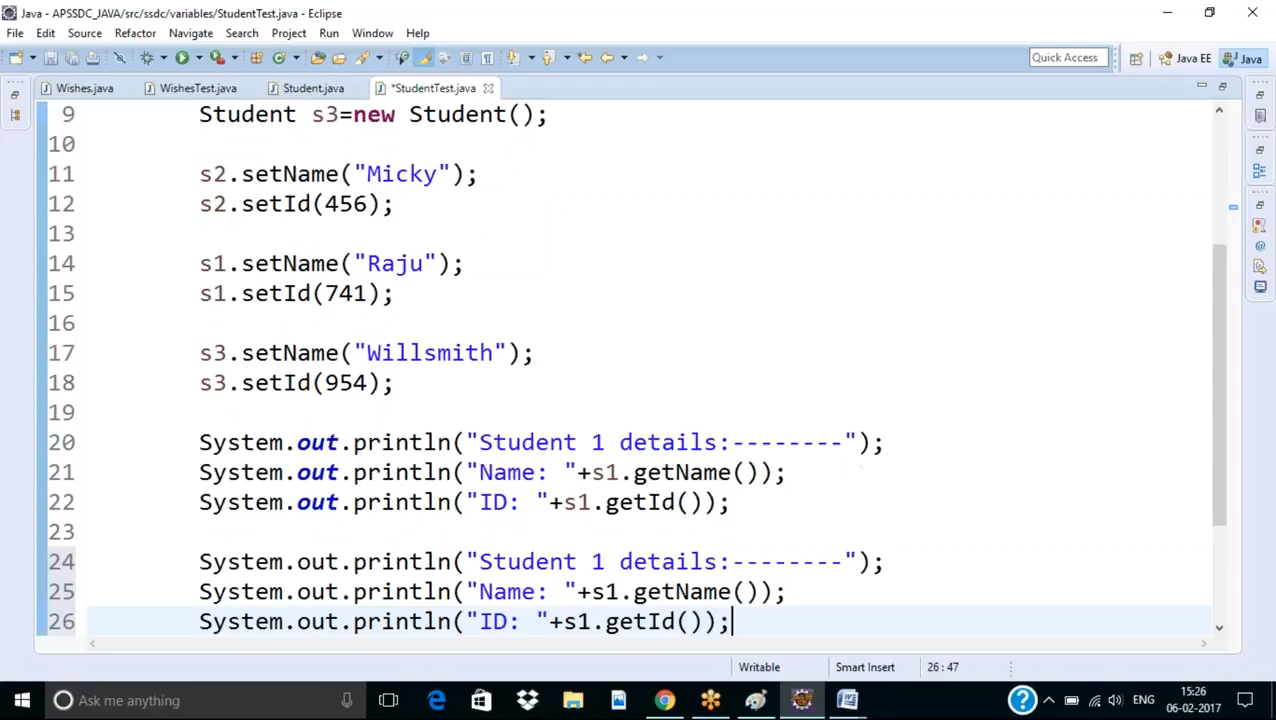 Java - APSSDC_JAVA/src/ssdc/variables/StudentTest.java - Eclipse
File Edit Source Refactor Navigate Search Project Run Window Help
Quick Access Java EE Java
Wishes.java WishesTest.java Student.java *StudentTest.java
9 Student s3=new Student();
10
11 s2.setName("Micky");
12 s2.setId(456);
13
14 s1.setName("Raju");
15 s1.setId(741);
16
17 s3.setName("Willsmith");
18 s3.setId(954);
19
20 System.out.println("Student 1 details:--------");
21 System.out.println("Name: "+s1.getName());
22 System.out.println("ID: "+s1.getId());
23
24 System.out.println("Student 1 details:--------");
25 System.out.println("Name: "+s1.getName());
26 System.out.println("ID: "+s1.getId());
Writable Smart Insert 26 : 47
Ask me anything ENG 15:26
06-02-2017